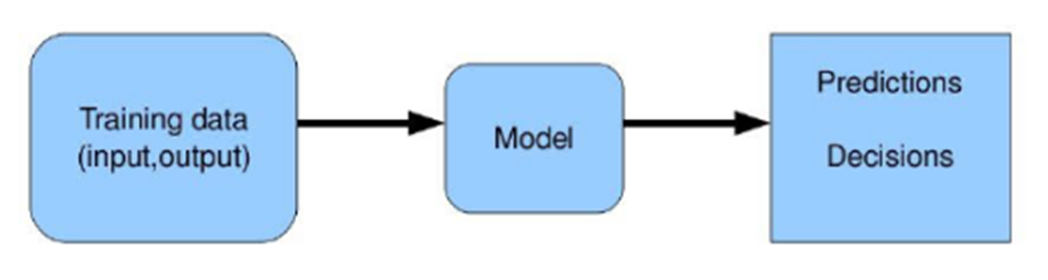 Training data
(input,output)
Model
Predictions
Decisions